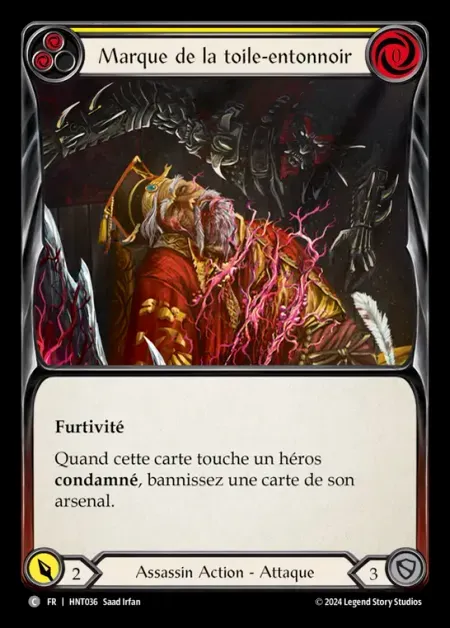 Marque de la toile-entonnoir
0
Furtivité
Quand cette carte touche un héros
condamné, bannissez une carte de son
arsenal.
2
Assassin Action - Attaque
3
C FR | HNT036 Saad Irfan
© 2024 Legend Story Studios